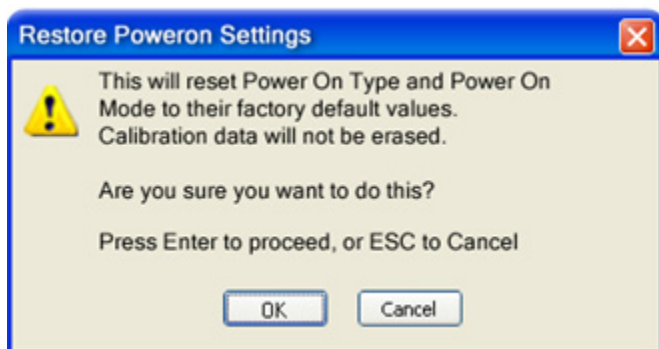 Restore Poweron Settings
This will reset Power On Type and Power On
Mode to their factory default values.
Calibration data will not be erased.
Are you sure you want to do this?
Press Enter to proceed, or ESC to Cancel
OK
Cancel